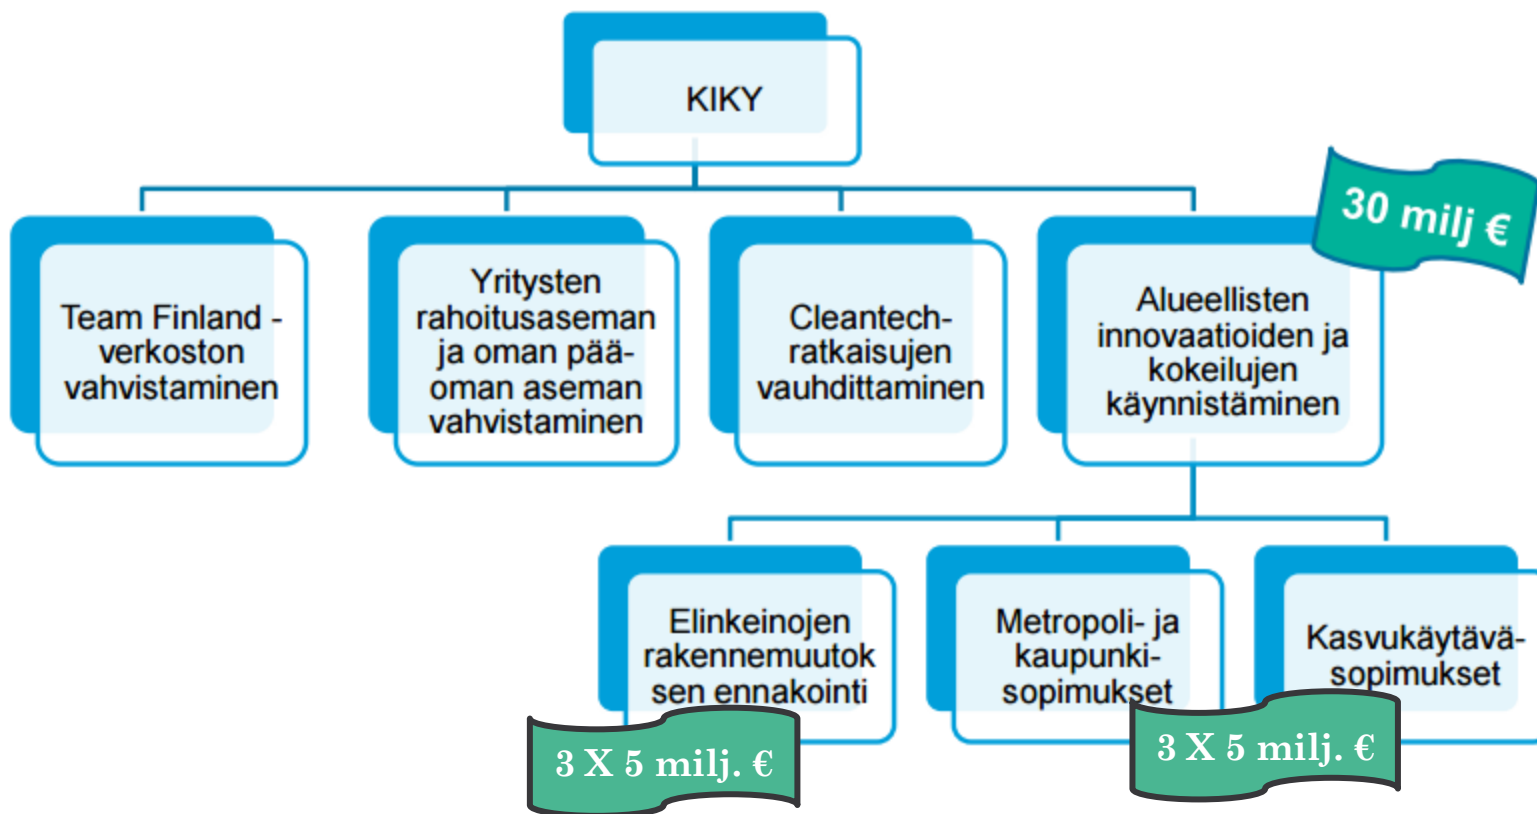 KIKY
30 milj €
Team Finland -
verkoston
vahvistaminen
Yritysten
rahoitusaseman
ja oman pää-
oman aseman
vahvistaminen
Cleantech-
ratkaisujen
vauhdittaminen
Alueellisten
innovaatioiden ja
kokeilujen
käynnistäminen
Elinkeinojen
rakennemuutok
sen ennakointi
3 X 5 milj. €
Metropoli- ja
kaupunki-
sopimukset
Kasvukäytävä-
sopimukset
3 X 5 milj. €